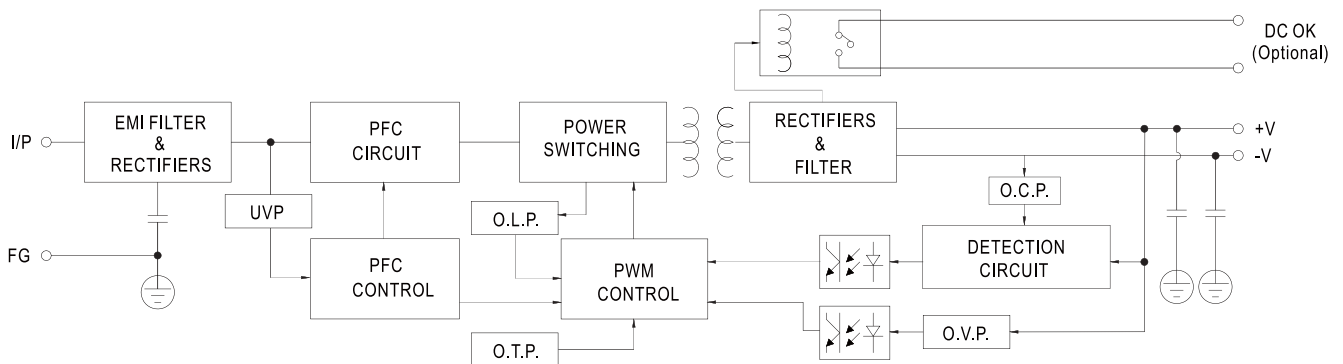 DC OK
(Optional)
I/P
EMI FILTER
&
RECTIFIERS
PFC
CIRCUIT
POWER
SWITCHING
RECTIFIERS
&
FILTER
+V
-V
UVP
O.L.P.
O.C.P.
FG
PFC
CONTROL
PWM
CONTROL
DETECTION
CIRCUIT
O.T.P.
O.V.P.